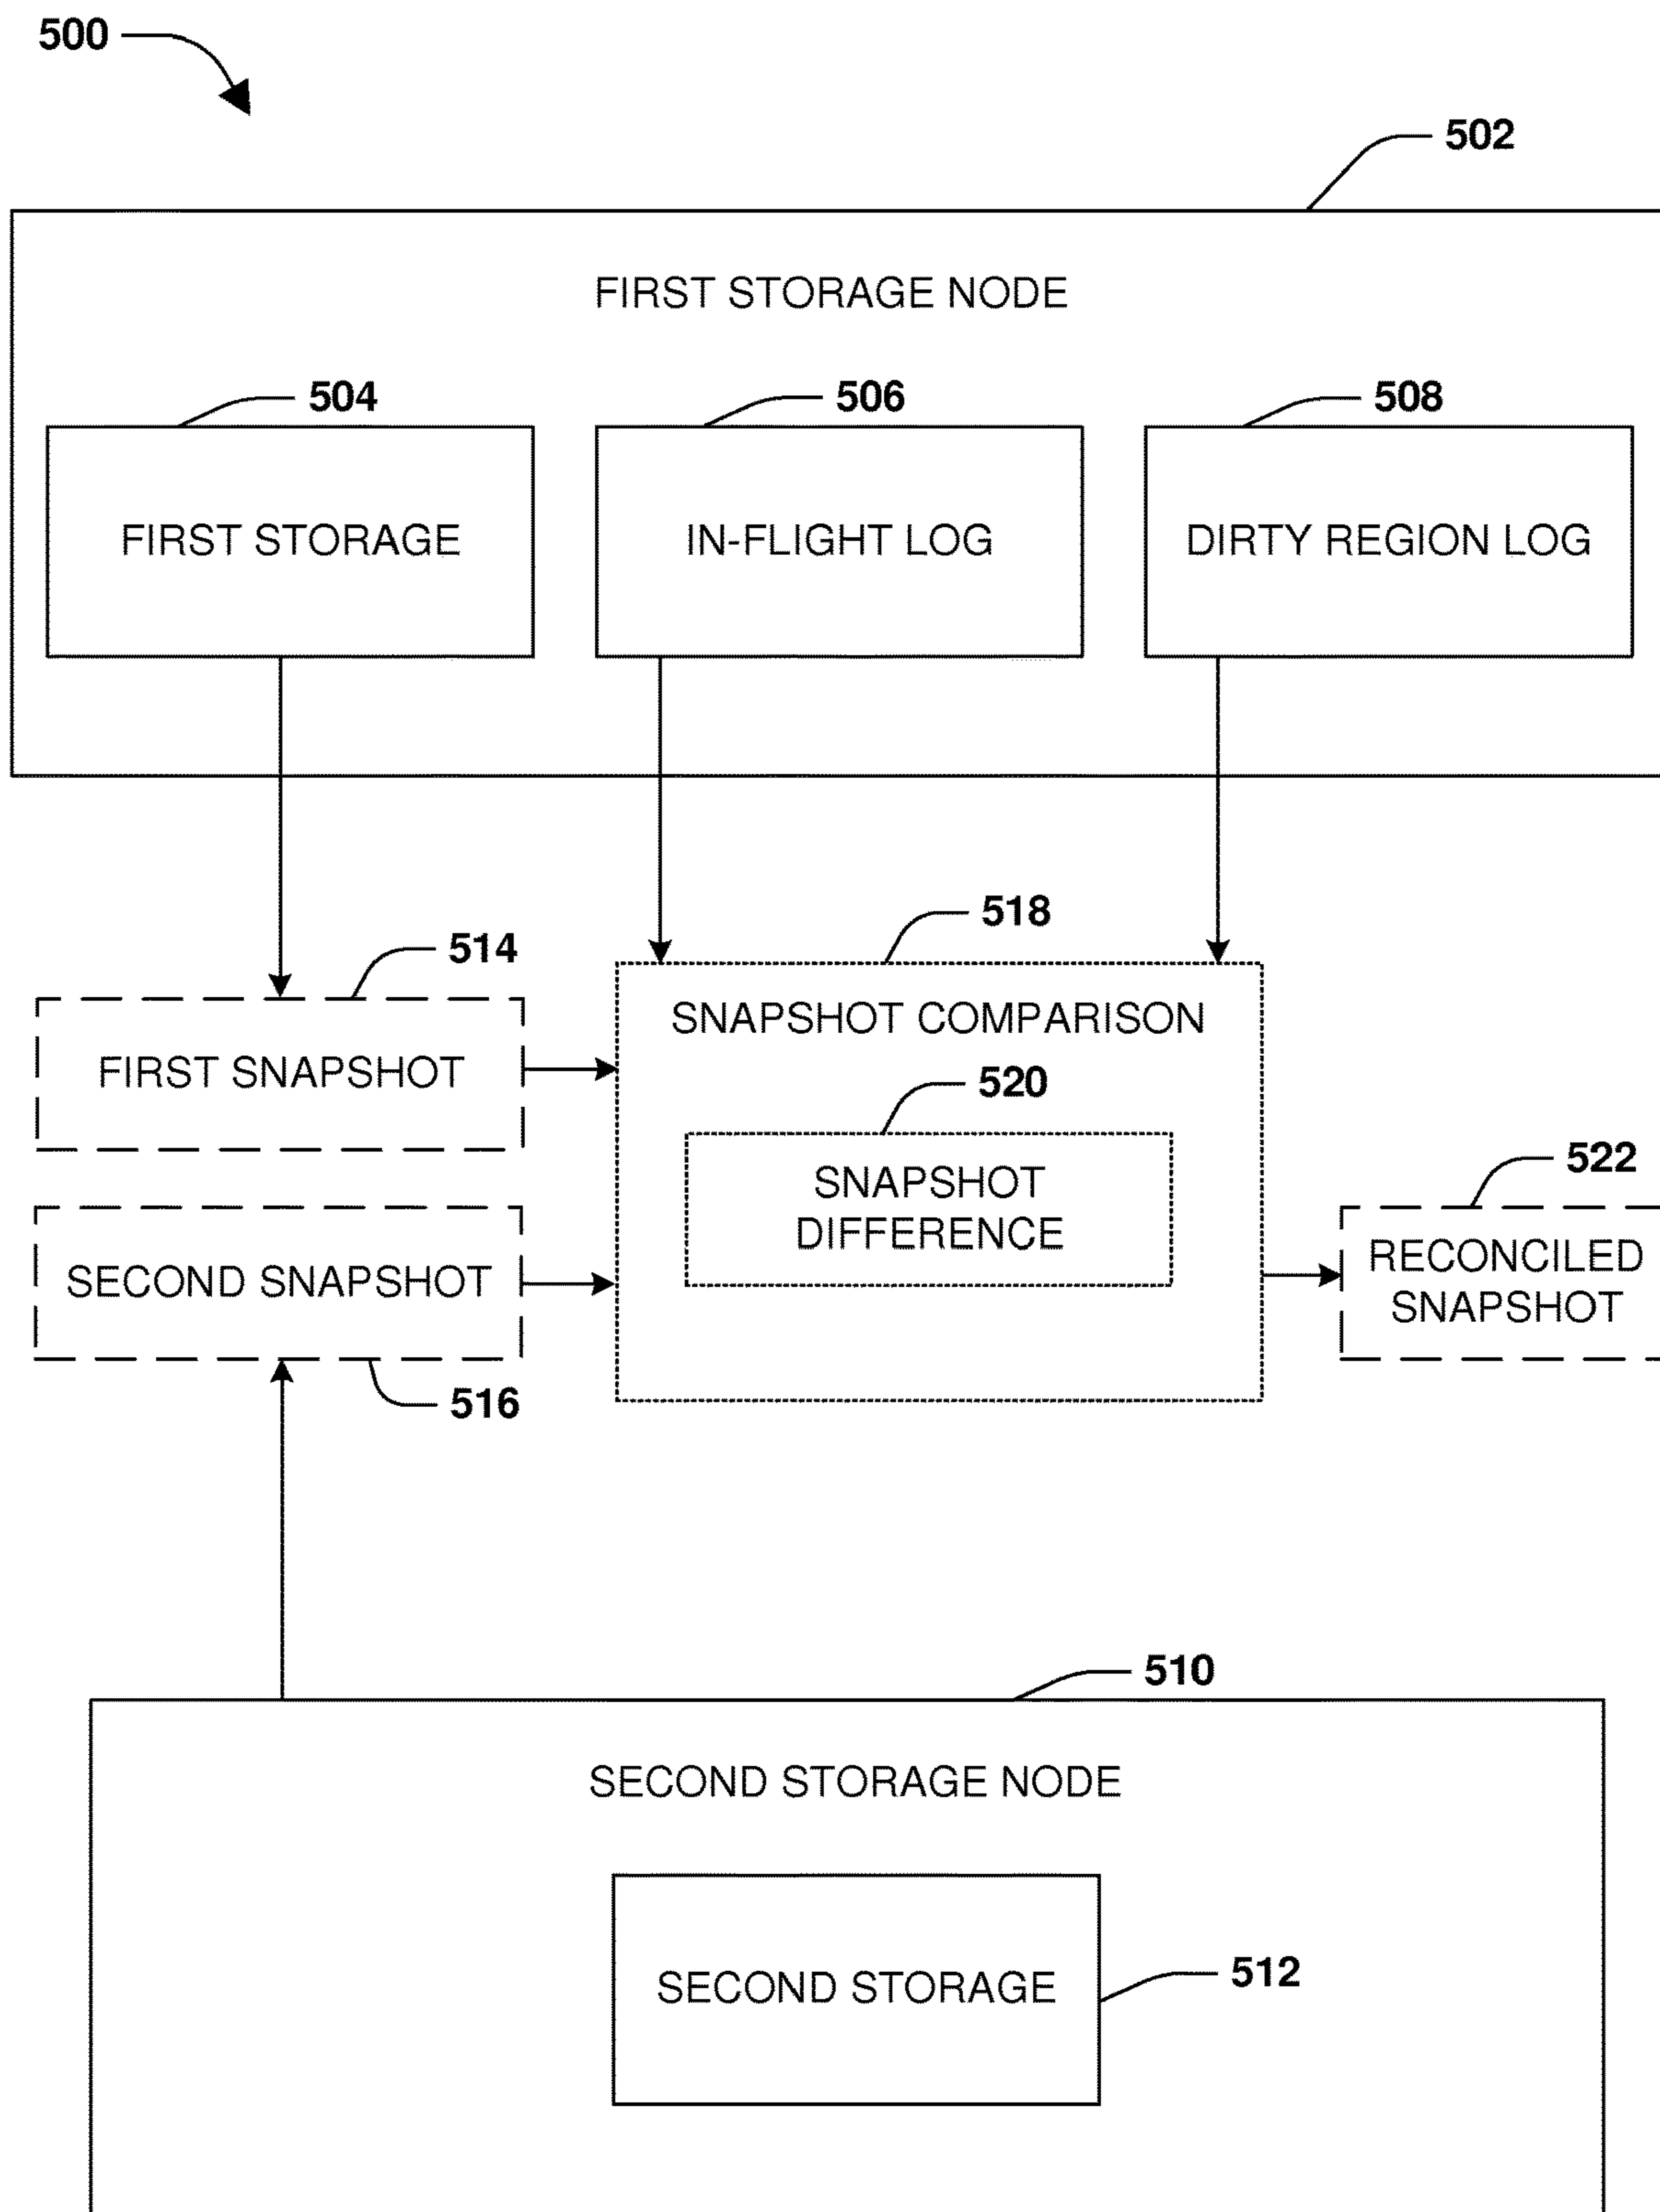 500
502
FIRST STORAGE NODE
504
506
508
FIRST STORAGE
IN-FLIGHT LOG
DIRTY REGION LOG
518
514
SNAPSHOT COMPARISON
FIRST SNAPSHOT
520
522
SNAPSHOT
DIFFERENCE
SECOND SNAPSHOT
RECONCILED
SNAPSHOT
516
510
SECOND STORAGE NODE
512
SECOND STORAGE